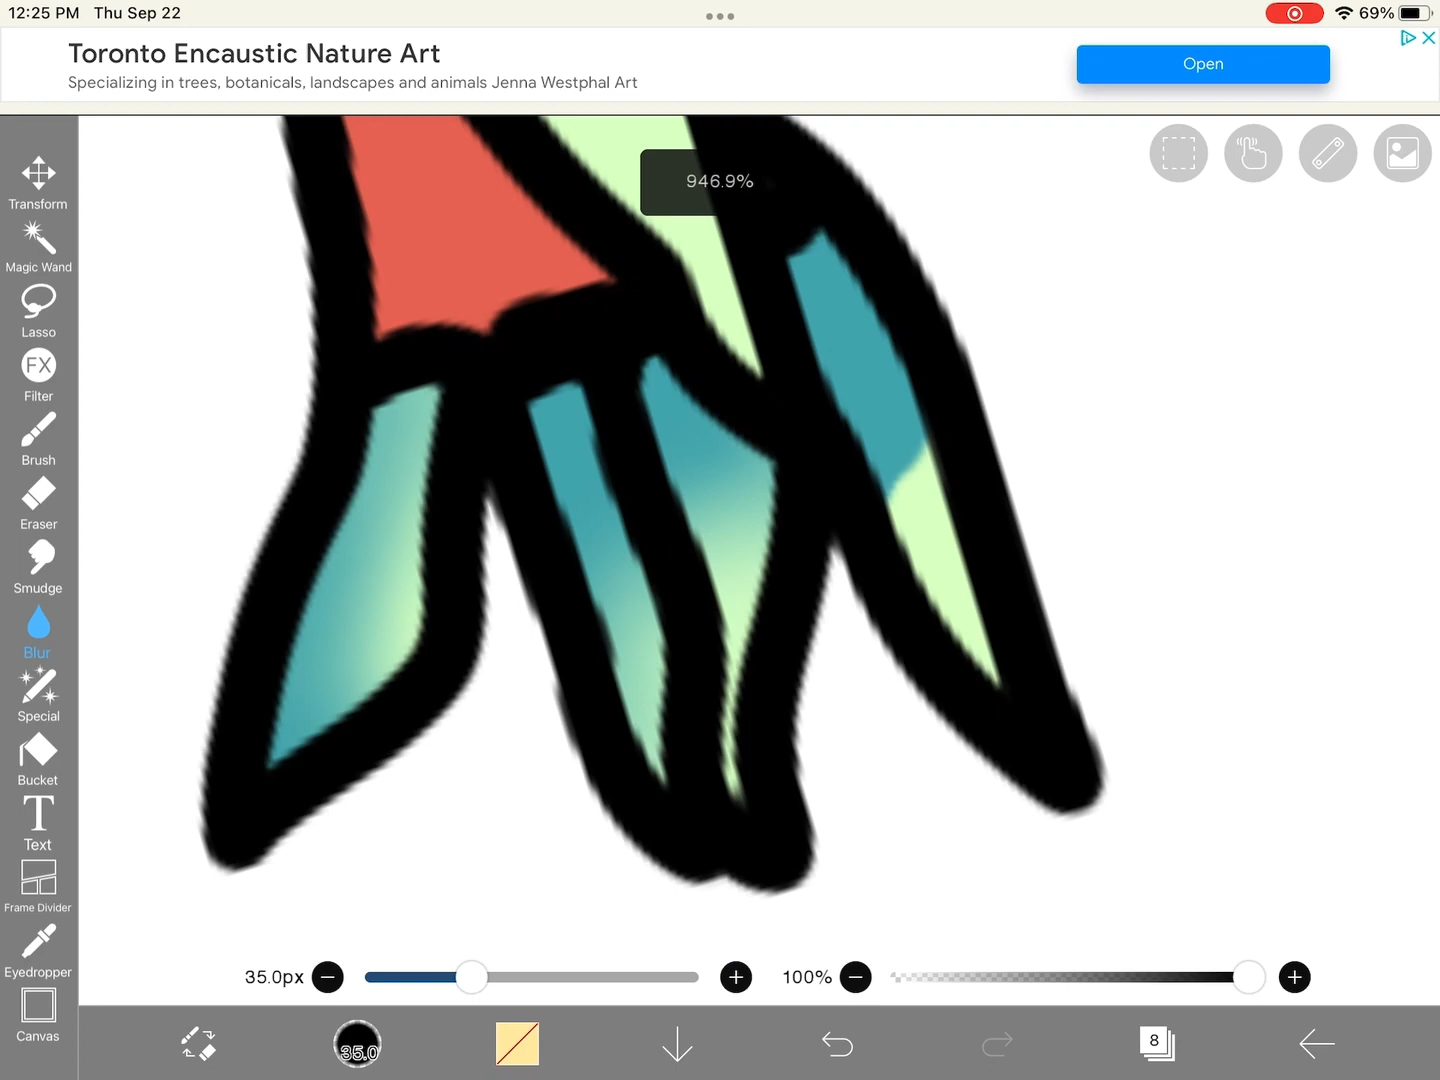 12:25 PM Thu Sep 22
69%
Toronto Encaustic Nature Art
Specializing in trees, botanicals, landscapes and animals Jenna Westphal Art
Open
946.9%
Transform
Magic Wand
Lasso
FX
Filter
Brush
Eraser
Smudge
Blur
Special
Bucket
T
Text
Frame Divider
Eyedropper
Canvas
35.0px
100%
35.0
8